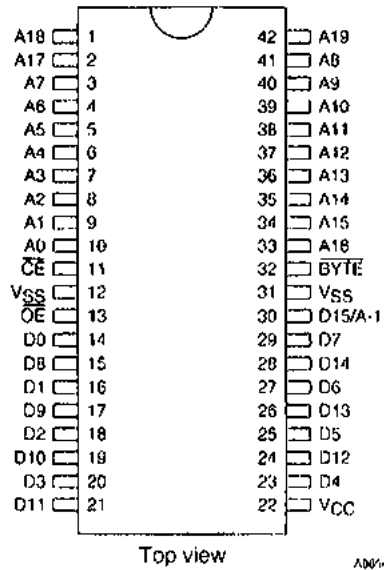 A18 1 42 A19
A17 2 41 A8
A7 3 40 A9
A6 4 39 A10
A5 5 38 A11
A4 6 37 A12
A3 7 36 A13
A2 8 35 A14
A1 9 34 A15
A0 10 33 A16
CE 11 32 BYTE
VSS 12 31 VSS
OE 13 30 D15/A-1
D0 14 29 D7
D8 15 28 D14
D1 16 27 D6
D9 17 26 D13
D2 18 25 D5
D10 19 24 D12
D3 20 23 D4
D11 21 22 VCC
Top view